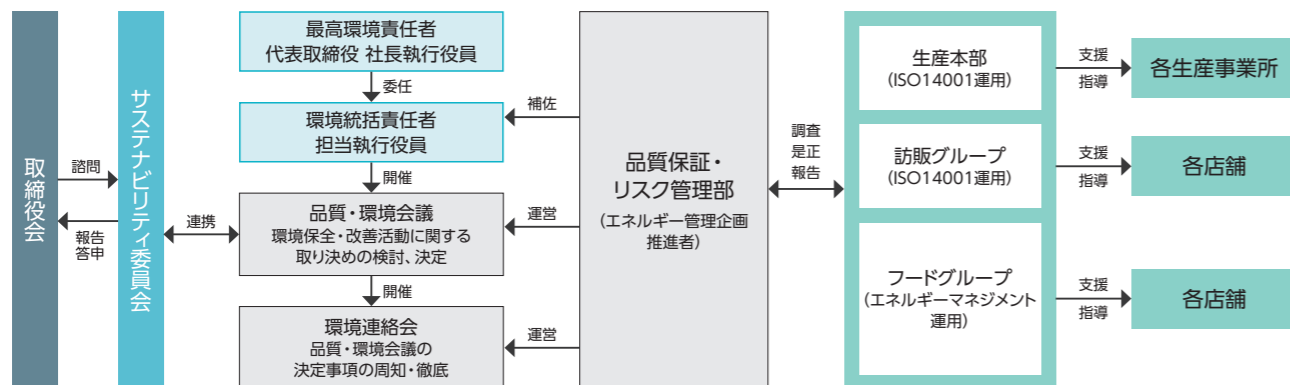 取締役会
諮問
報告
答申
サステナビリティ委員会
連携
最高環境責任者
代表取締役 社長執行役員
委任
環境統括責任者
担当執行役員
開催
品質・環境会議
環境保全・改善活動に関する
取り決めの検討、決定
開催
環境連絡会
品質・環境会議の
決定事項の周知・徹底
補佐
運営
運営
品質保証・
リスク管理部
(エネルギー管理企画
推進者)
調査
是正
報告
生産本部
(ISO14001運用)
支援
指導
各生産事業所
訪販グループ
(ISO14001運用)
支援
指導
各店舗
フードグループ
(エネルギーマネジメント
運用)
支援
指導
各店舗